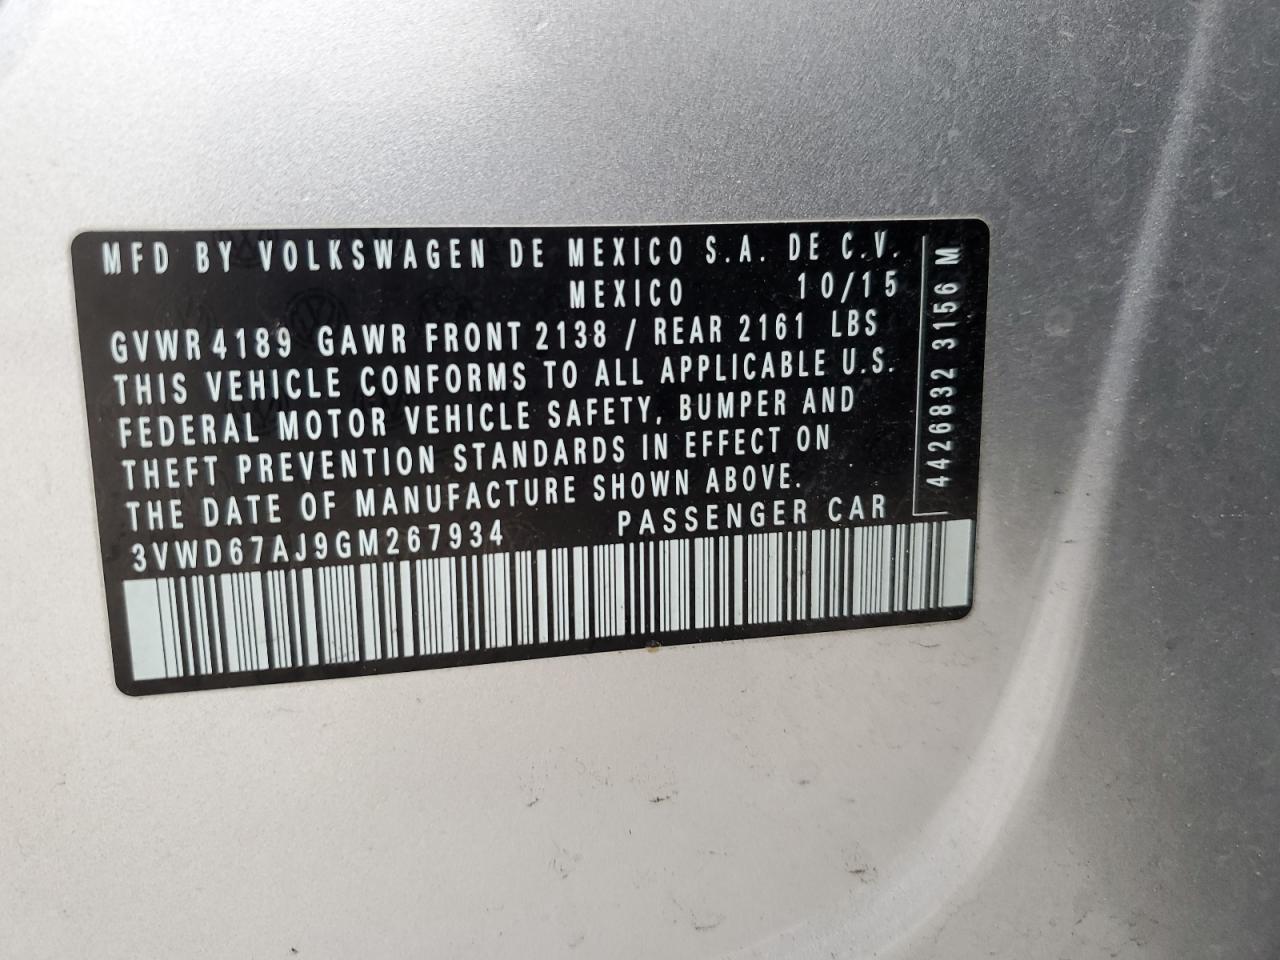 MFD BY VOLKSWAGEN DE MEXICO S.A. DE C.V.
MEXICO 10/15
GVWR 4189 GAWR FRONT 2138 / REAR 2161 LBS
THIS VEHICLE CONFORMS TO ALL APPLICABLE U.S.
FEDERAL MOTOR VEHICLE SAFETY, BUMPER AND
THEFT PREVENTION STANDARDS IN EFFECT ON
THE DATE OF MANUFACTURE SHOWN ABOVE.
3VWD67AJ9GM267934 PASSENGER CAR
4426832 3156 M